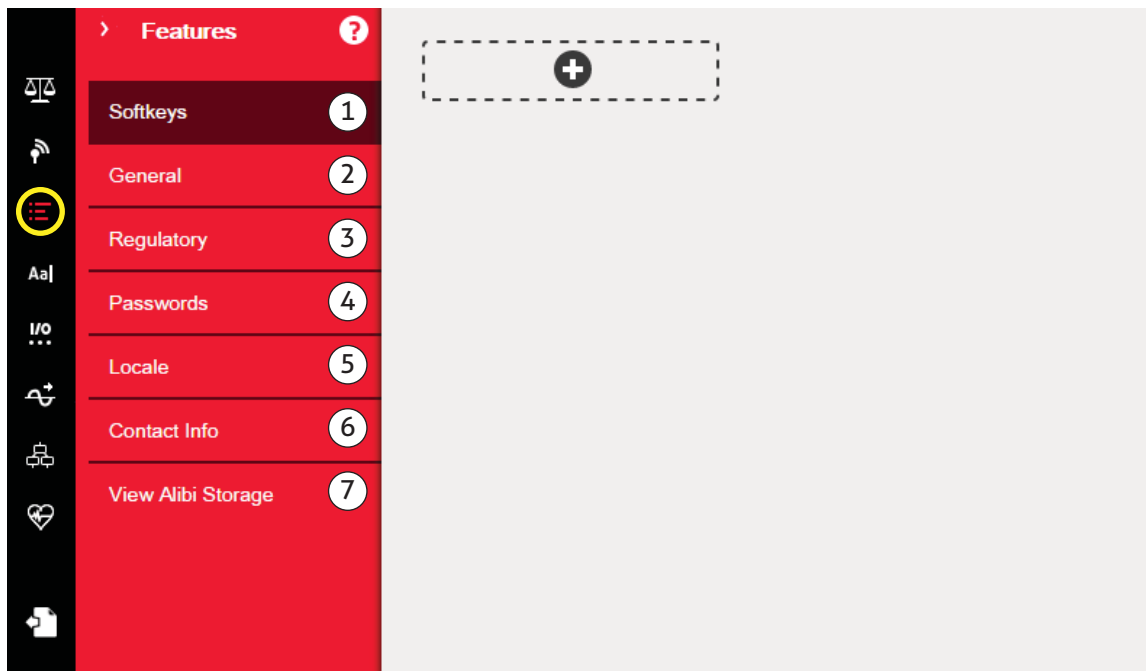 Features ?
Softkeys 1
General 2
Regulatory 3
Aa
Passwords 4
I/O
Locale 5
Contact Info 6
View Alibi Storage 7